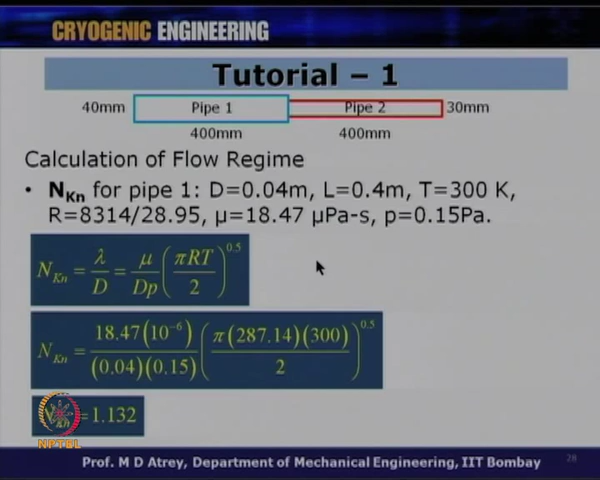 CRYOGENIC ENGINEERING
Tutorial – 1
40mm Pipe 1 Pipe 2 30mm
400mm 400mm
Calculation of Flow Regime
• N_Kn for pipe 1: D=0.04m, L=0.4m, T=300 K,
R=8314/28.95, μ=18.47 μPa-s, p=0.15Pa.
N_Kn = λ/D = μ/Dp (πRT/2)^0.5
N_Kn = 18.47(10^-6)/(0.04)(0.15) (π(287.14)(300)/2)^0.5
Kn =1.132
NPTEL
Prof. M D Atrey, Department of Mechanical Engineering, IIT Bombay 28